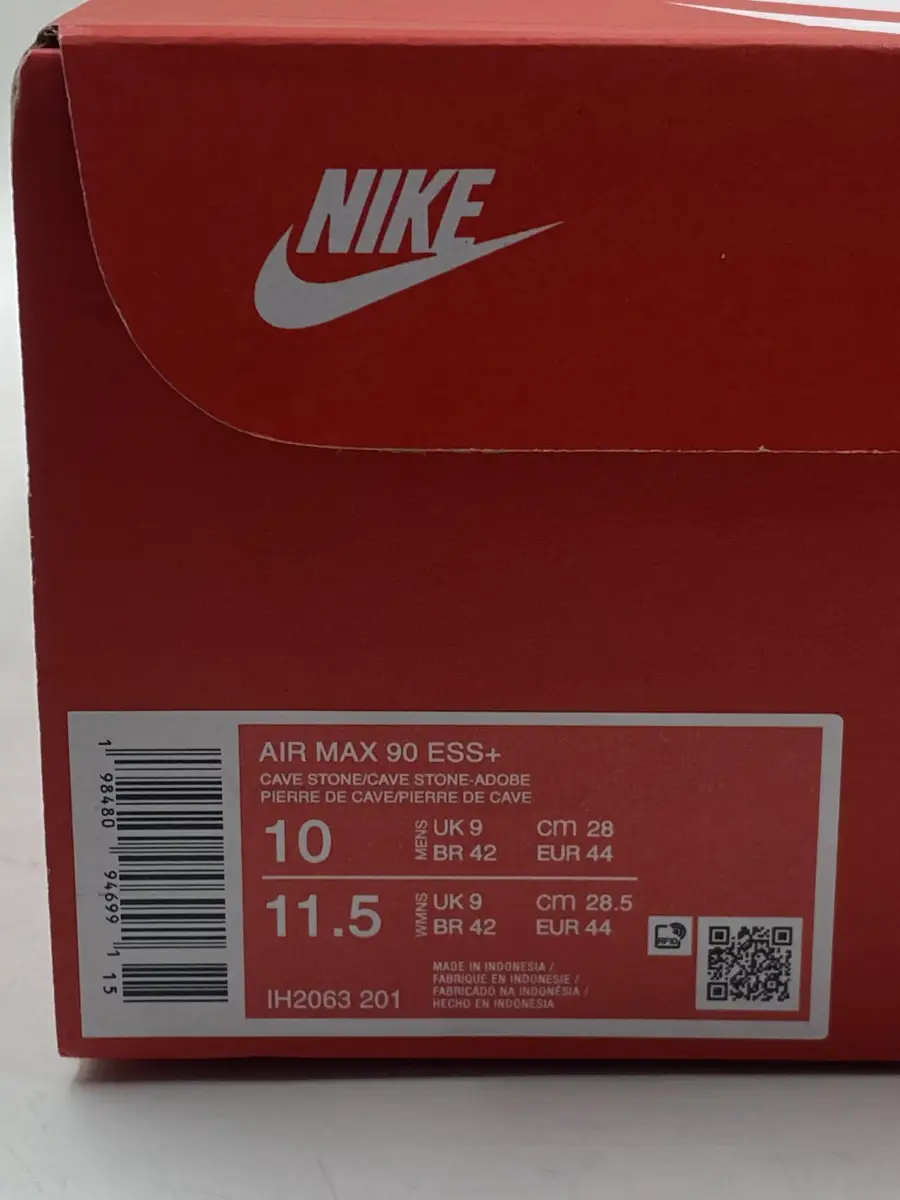 NIKE
AIR MAX 90 ESS+
CAVE STONE/CAVE STONE-ADOBE
PIERRE DE CAVE/PIERRE DE CAVE
10 MENS UK 9 cm 28
BR 42 EUR 44
11.5 WMNS UK 9 cm 28.5
BR 42 EUR 44
RFID
MADE IN INDONESIA /
FABRIQUE EN INDONESIE /
FABRICADO NA INDONÉSIA /
HECHO EN INDONESIA
IH2063 201
1 98480 94699 1 15